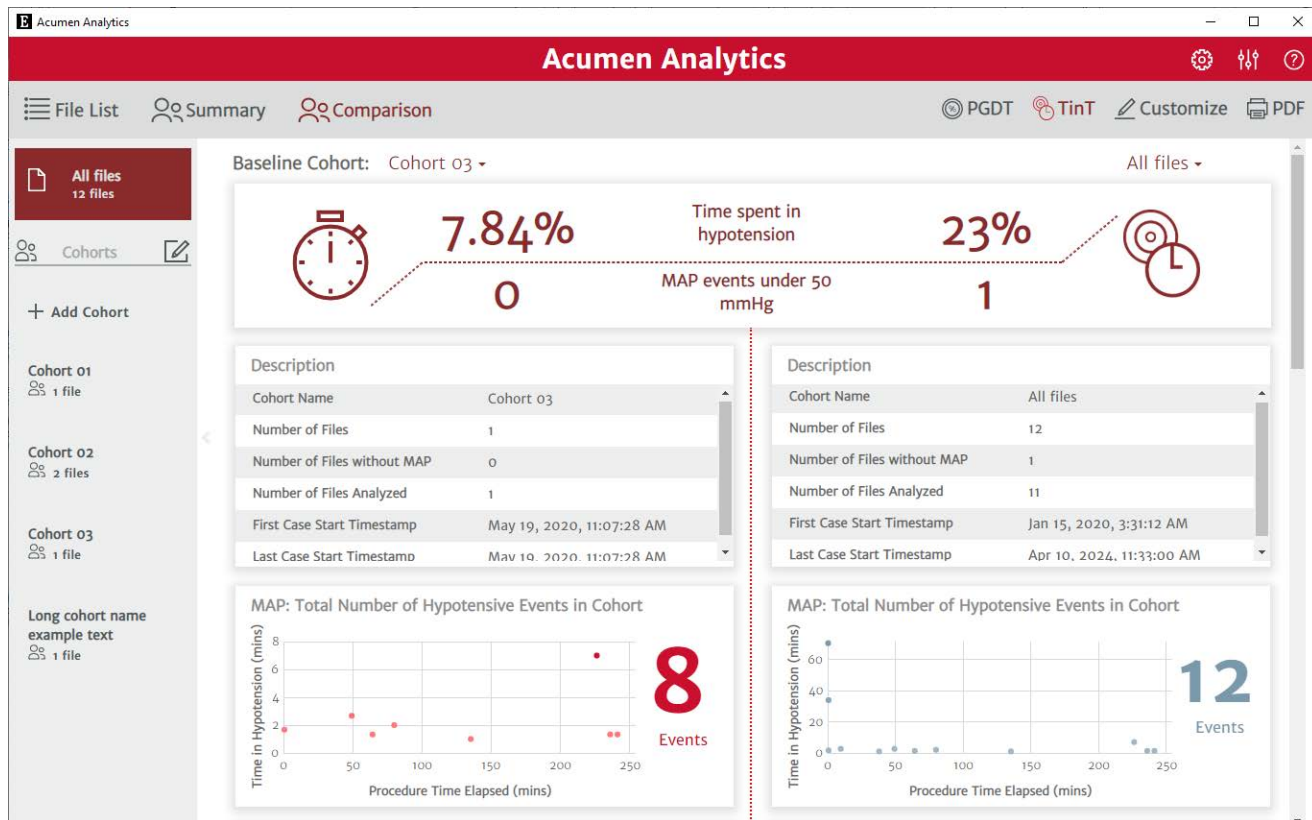 E Acumen Analytics
Acumen Analytics
File List Summary Comparison PGDT TinT Customize PDF
All files
12 files
Cohorts
+ Add Cohort
Cohort 01
1 file
Cohort 02
2 files
Cohort 03
1 file
Long cohort name
example text
1 file
Baseline Cohort: Cohort 03 All files
7.84% Time spent in hypotension 23%
0 MAP events under 50 mmHg 1
Description
Cohort Name Cohort 03
Number of Files 1
Number of Files without MAP 0
Number of Files Analyzed 1
First Case Start Timestamp May 19, 2020, 11:07:28 AM
Last Case Start Timestamp May 19, 2020, 11:07:28 AM
Description
Cohort Name All files
Number of Files 12
Number of Files without MAP 1
Number of Files Analyzed 11
First Case Start Timestamp Jan 15, 2020, 3:31:12 AM
Last Case Start Timestamp Apr 10, 2024, 11:33:00 AM
MAP: Total Number of Hypotensive Events in Cohort
Time in Hypotension (mins)
8
6
4
2
0
0 50 100 150 200 250
Procedure Time Elapsed (mins)
8
Events
MAP: Total Number of Hypotensive Events in Cohort
Time in Hypotension (mins)
60
40
20
0
0 50 100 150 200 250
Procedure Time Elapsed (mins)
12
Events